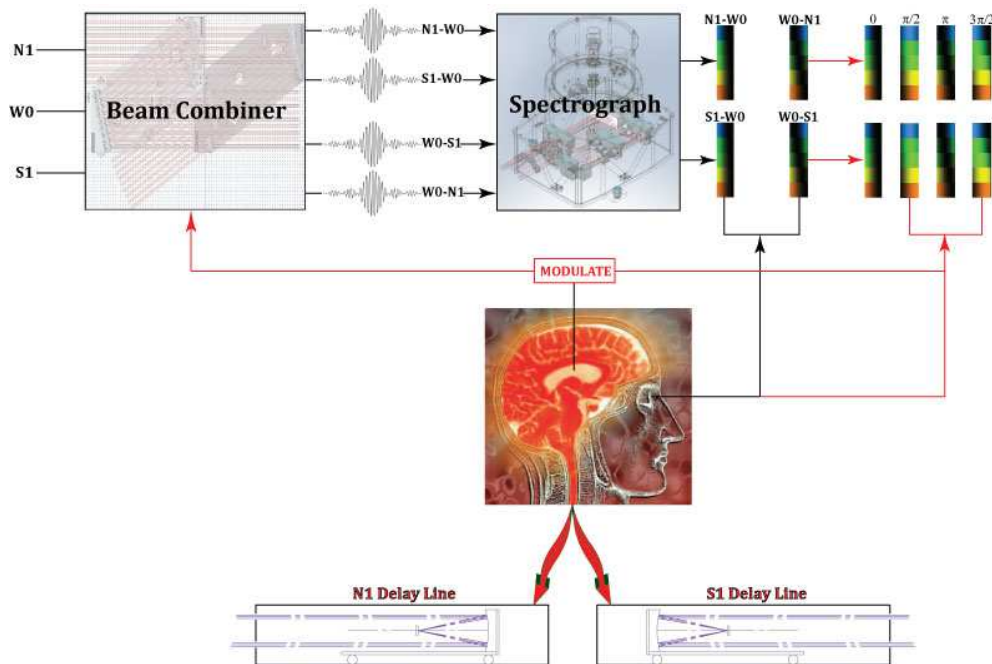 N1
W0
S1
Beam Combiner
N1-W0
S1-W0
W0-S1
W0-N1
Spectrograph
N1-W0 W0-N1 0 π/2 π 3π/2
S1-W0 W0-S1
MODULATE
N1 Delay Line S1 Delay Line